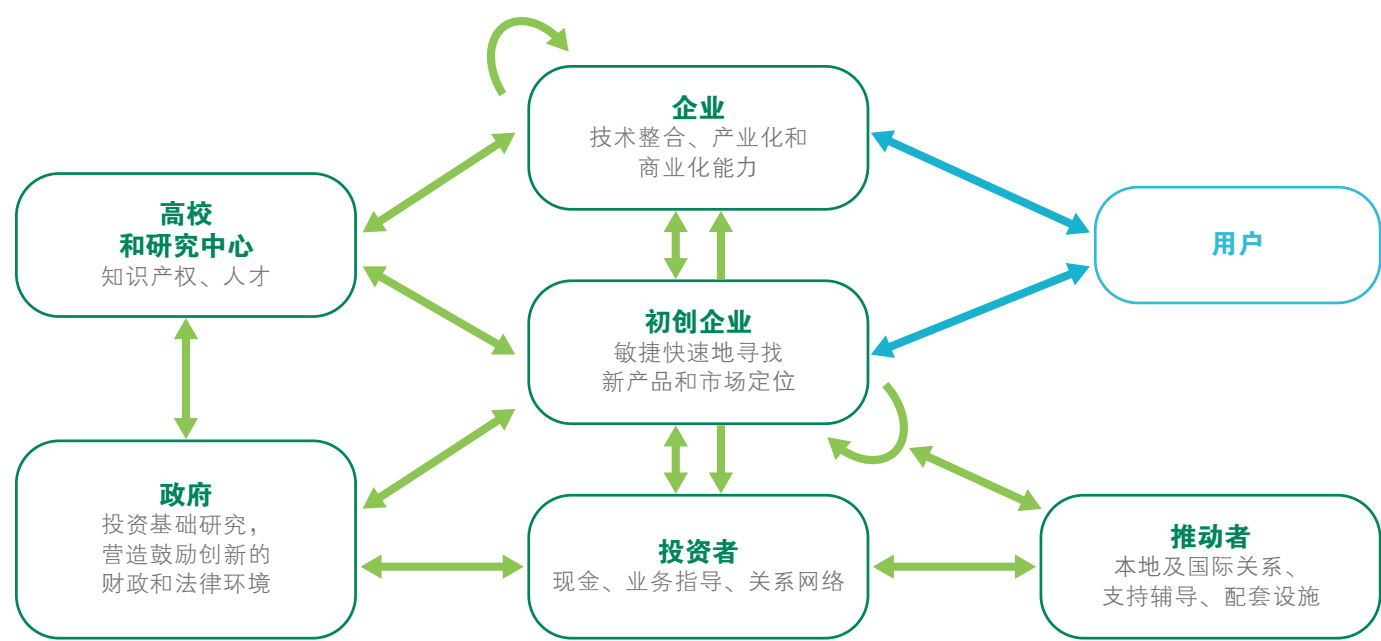 企业
技术整合、产业化和
商业化能力
高校
和研究中心
知识产权、人才
用户
初创企业
敏捷快速地寻找
新产品和市场定位
政府
投资基础研究，
营造鼓励创新的
财政和法律环境
投资者
现金、业务指导、关系网络
推动者
本地及国际关系、
支持辅导、配套设施